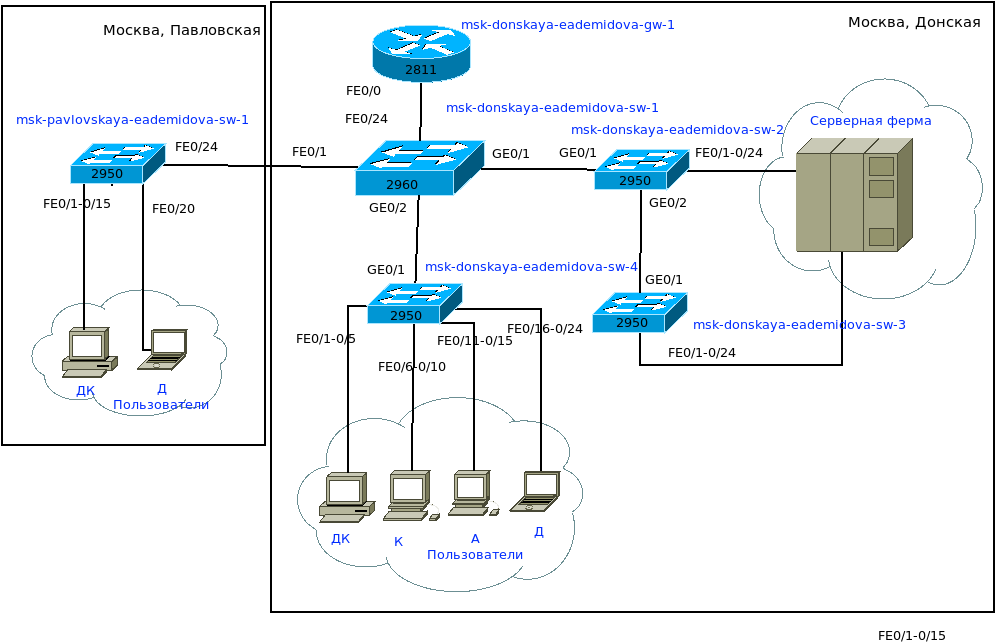 Москва, Павловская
msk-pavlovskaya-eademidova-sw-1
FE0/24
2950
FE0/1-0/15
FE0/20
ДК
Д
Пользователи
Москва, Донская
msk-donskaya-eademidova-gw-1
2811
FE0/0
FE0/24
msk-donskaya-eademidova-sw-1
FE0/1
2960
GE0/1
GE0/2
msk-donskaya-eademidova-sw-2
GE0/1
FE0/1-0/24
2950
GE0/2
Серверная ферма
GE0/1
msk-donskaya-eademidova-sw-4
2950
GE0/1
2950
msk-donskaya-eademidova-sw-3
FE0/1-0/24
FE0/1-0/5
FE0/6-0/10
FE0/11-0/15
FE0/16-0/24
ДК
К
А
Д
Пользователи
FE0/1-0/15